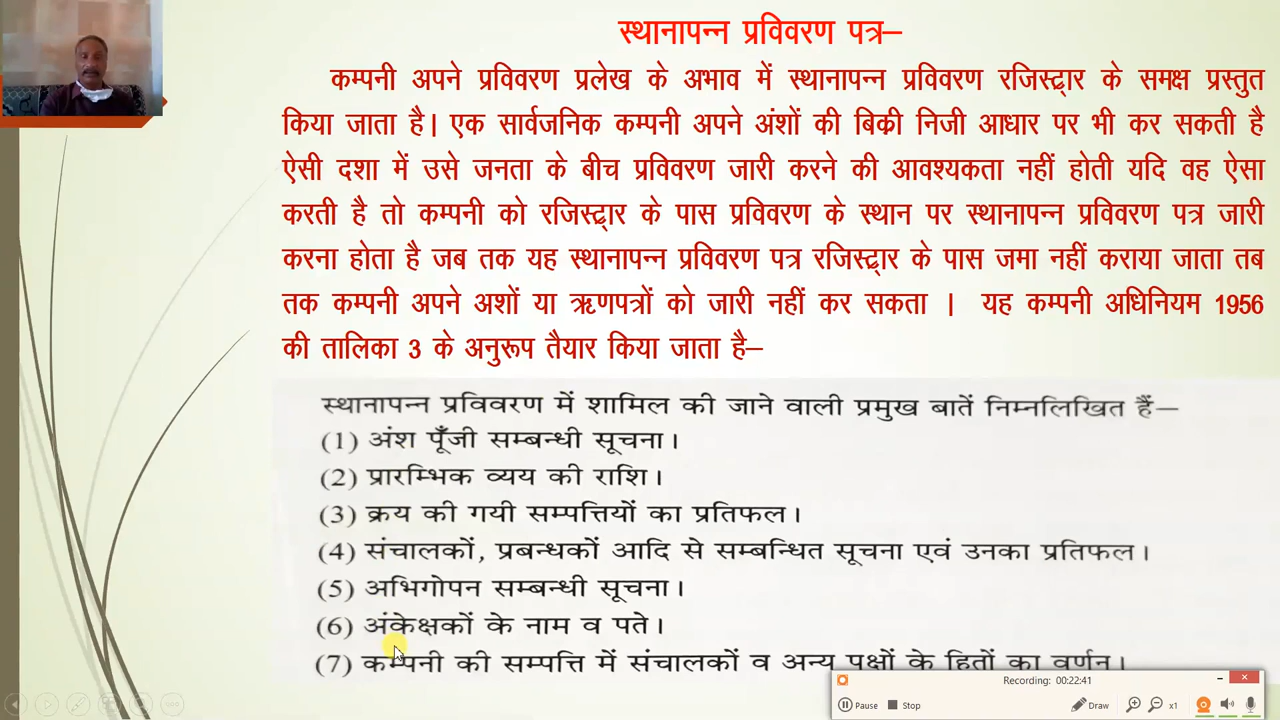 स्थानापन्न प्रविवरण पत्र–
कम्पनी अपने प्रविवरण प्रलेख के अभाव में स्थानापन्न प्रविवरण रजिस्ट्रार के समक्ष प्रस्तुत
किया जाता है। एक सार्वजनिक कम्पनी अपने अंशों की बिक्री निजी आधार पर भी कर सकती है
ऐसी दशा में उसे जनता के बीच प्रविवरण जारी करने की आवश्यकता नहीं होती यदि वह ऐसा
करती है तो कम्पनी को रजिस्ट्रार के पास प्रविवरण के स्थान पर स्थानापन्न प्रविवरण पत्र जारी
करना होता है जब तक यह स्थानापन्न प्रविवरण पत्र रजिस्ट्रार के पास जमा नहीं कराया जाता तब
तक कम्पनी अपने अशों या ऋणपत्रों को जारी नहीं कर सकता । यह कम्पनी अधिनियम 1956
की तालिका 3 के अनुरूप तैयार किया जाता है–
स्थानापन्न प्रविवरण में शामिल की जाने वाली प्रमुख बातें निम्नलिखित हैं—
(1) अंश पूँजी सम्बन्धी सूचना।
(2) प्रारम्भिक व्यय की राशि।
(3) क्रय की गयी सम्पत्तियों का प्रतिफल।
(4) संचालकों, प्रबन्धकों आदि से सम्बन्धित सूचना एवं उनका प्रतिफल।
(5) अभिगोपन सम्बन्धी सूचना।
(6) अंकेक्षकों के नाम व पते।
(7) कम्पनी की सम्पत्ति में संचालकों व अन्य पक्षों के हितों का वर्णन।
Recording: 00:22:41
Pause Stop Draw x1